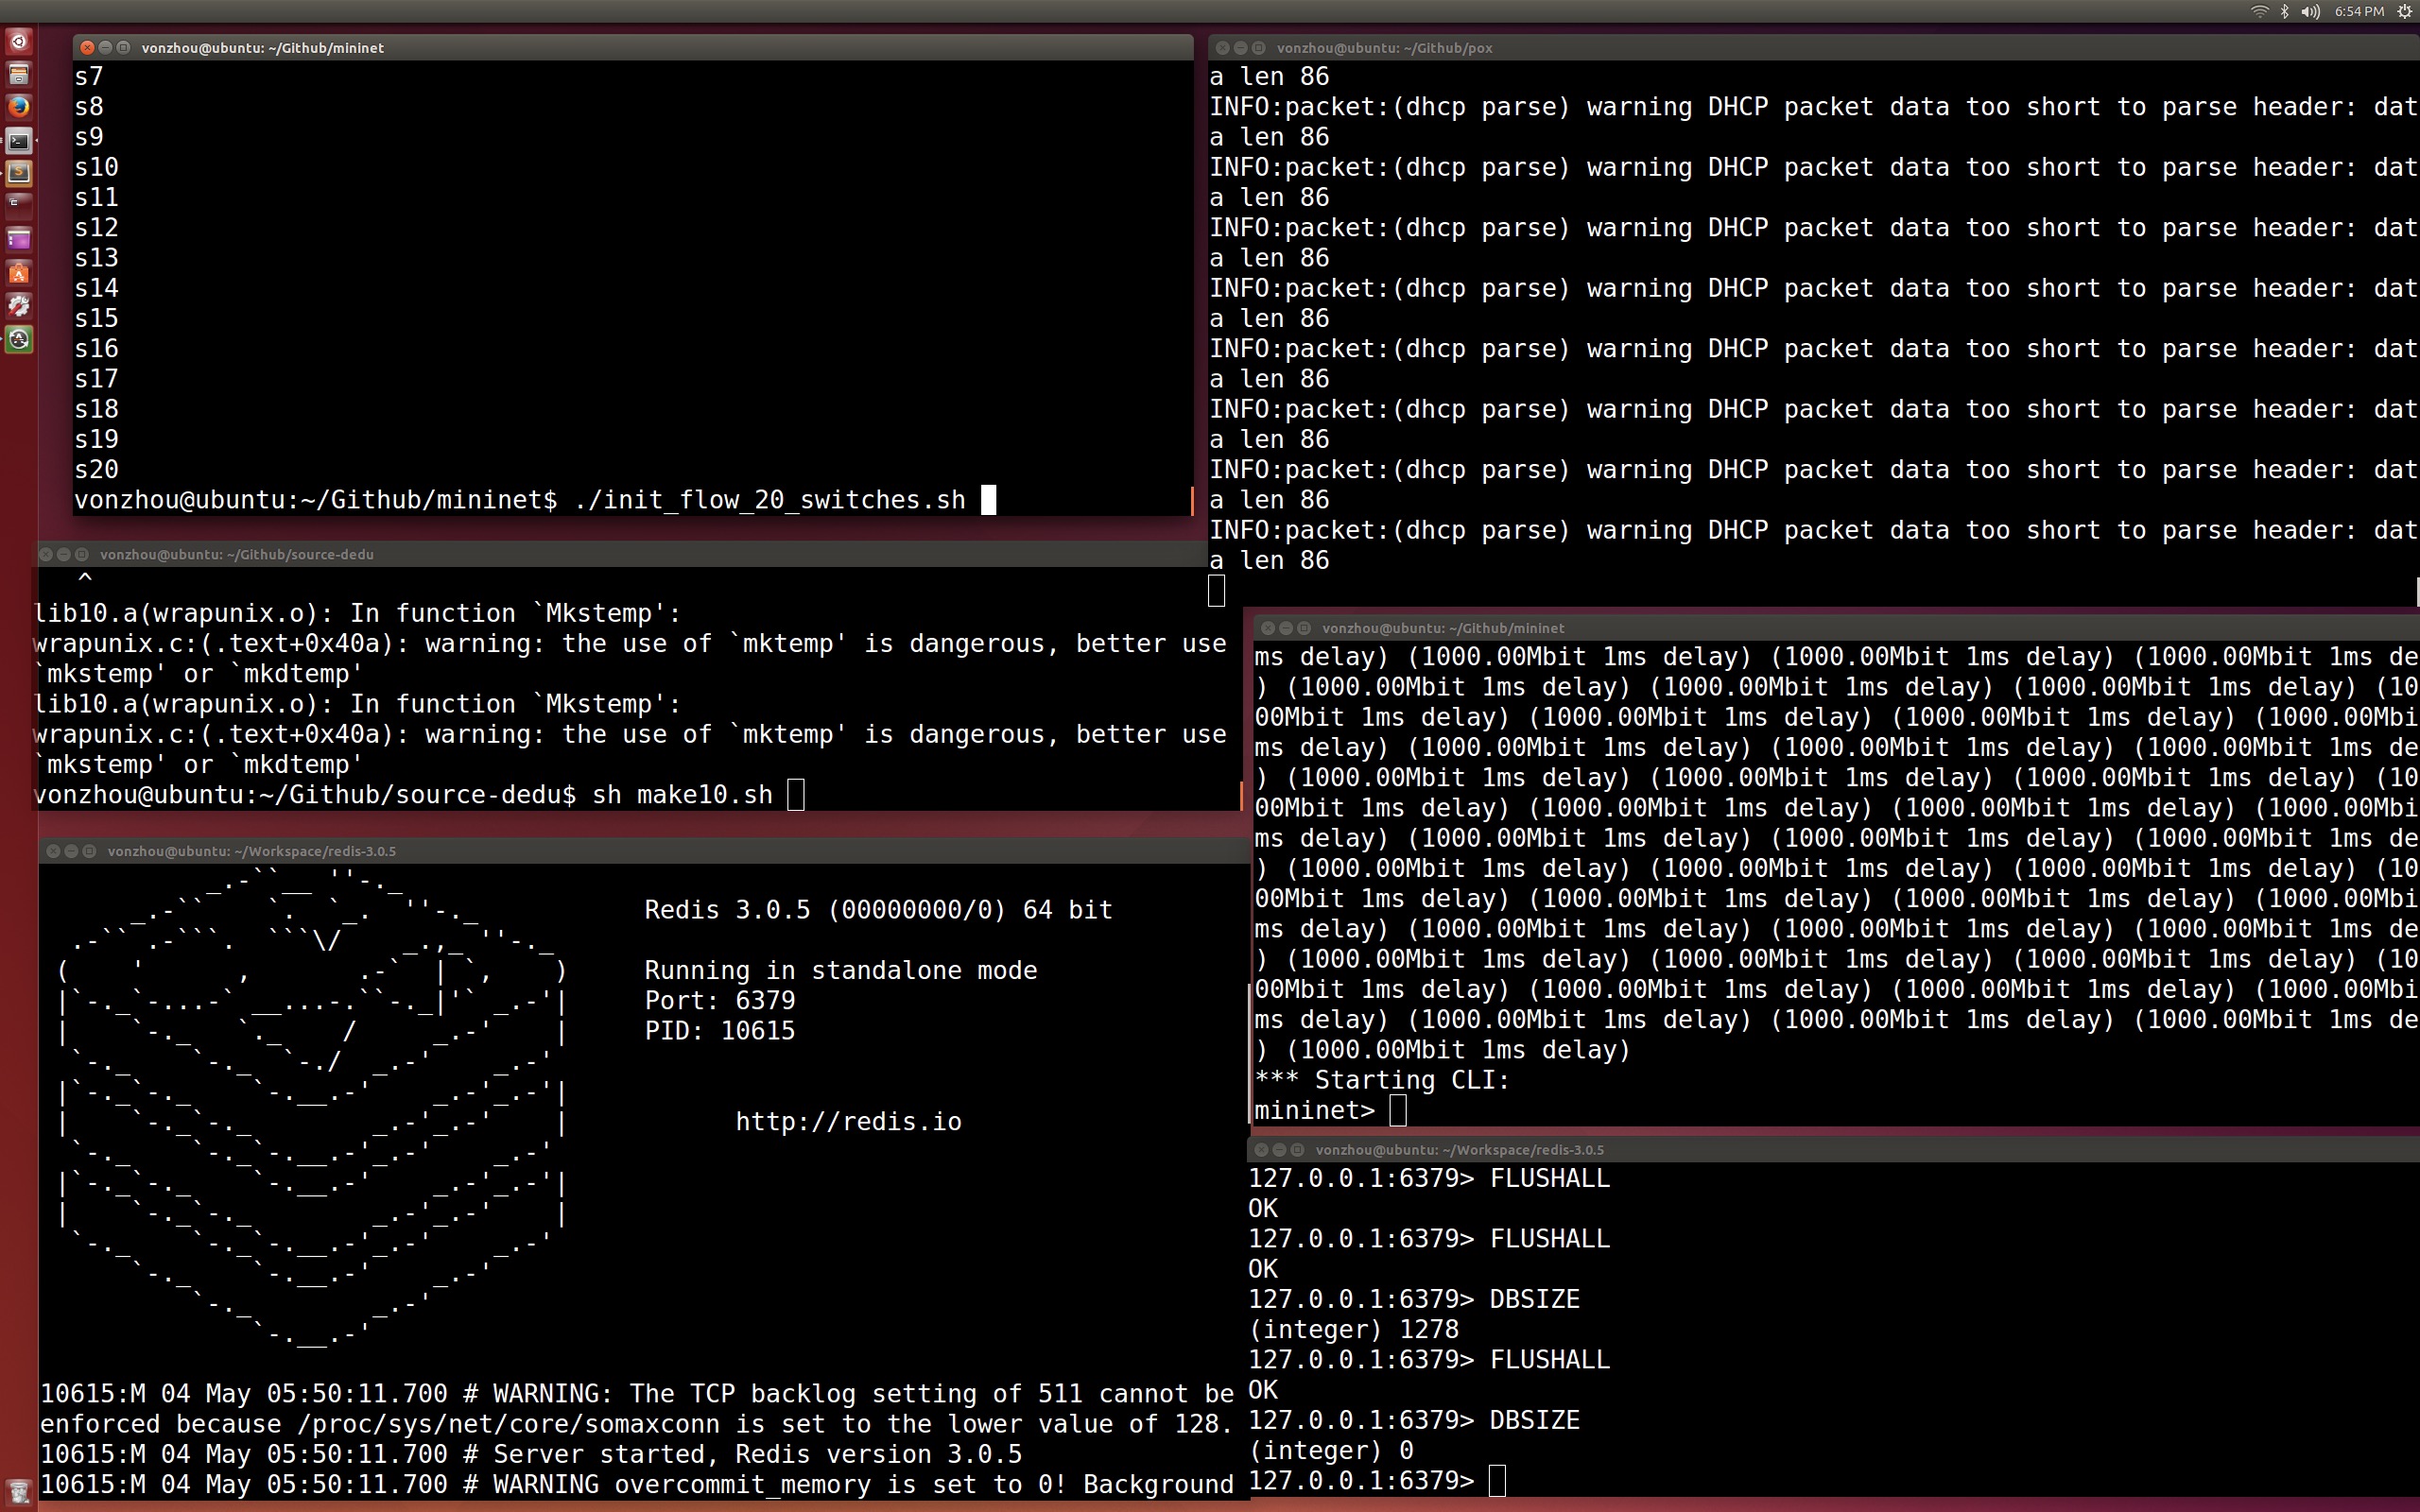 6:54 PM
vonzhou@ubuntu: ~/Github/mininet
s7
s8
s9
s10
s11
s12
s13
s14
s15
s16
s17
s18
s19
s20
vonzhou@ubuntu:~/Github/mininet$ ./init_flow_20_switches.sh
vonzhou@ubuntu: ~/Github/pox
a len 86
INFO:packet:(dhcp parse) warning DHCP packet data too short to parse header: dat
a len 86
INFO:packet:(dhcp parse) warning DHCP packet data too short to parse header: dat
a len 86
INFO:packet:(dhcp parse) warning DHCP packet data too short to parse header: dat
a len 86
INFO:packet:(dhcp parse) warning DHCP packet data too short to parse header: dat
a len 86
INFO:packet:(dhcp parse) warning DHCP packet data too short to parse header: dat
a len 86
INFO:packet:(dhcp parse) warning DHCP packet data too short to parse header: dat
a len 86
INFO:packet:(dhcp parse) warning DHCP packet data too short to parse header: dat
a len 86
INFO:packet:(dhcp parse) warning DHCP packet data too short to parse header: dat
a len 86
vonzhou@ubuntu: ~/Github/source-dedu
^
lib10.a(wrapunix.o): In function `Mkstemp':
wrapunix.c:(.text+0x40a): warning: the use of `mktemp' is dangerous, better use
`mkstemp' or `mkdtemp'
lib10.a(wrapunix.o): In function `Mkstemp':
wrapunix.c:(.text+0x40a): warning: the use of `mktemp' is dangerous, better use
`mkstemp' or `mkdtemp'
vonzhou@ubuntu:~/Github/source-dedu$ sh make10.sh
vonzhou@ubuntu: ~/Github/mininet
ms delay) (1000.00Mbit 1ms delay) (1000.00Mbit 1ms delay) (1000.00Mbit 1ms de
) (1000.00Mbit 1ms delay) (1000.00Mbit 1ms delay) (1000.00Mbit 1ms delay) (10
00Mbit 1ms delay) (1000.00Mbit 1ms delay) (1000.00Mbit 1ms delay) (1000.00Mbi
ms delay) (1000.00Mbit 1ms delay) (1000.00Mbit 1ms delay) (1000.00Mbit 1ms de
) (1000.00Mbit 1ms delay) (1000.00Mbit 1ms delay) (1000.00Mbit 1ms delay) (10
00Mbit 1ms delay) (1000.00Mbit 1ms delay) (1000.00Mbit 1ms delay) (1000.00Mbi
ms delay) (1000.00Mbit 1ms delay) (1000.00Mbit 1ms delay) (1000.00Mbit 1ms de
) (1000.00Mbit 1ms delay) (1000.00Mbit 1ms delay) (1000.00Mbit 1ms delay) (10
00Mbit 1ms delay) (1000.00Mbit 1ms delay) (1000.00Mbit 1ms delay) (1000.00Mbi
ms delay) (1000.00Mbit 1ms delay) (1000.00Mbit 1ms delay) (1000.00Mbit 1ms de
) (1000.00Mbit 1ms delay) (1000.00Mbit 1ms delay) (1000.00Mbit 1ms delay) (10
00Mbit 1ms delay) (1000.00Mbit 1ms delay) (1000.00Mbit 1ms delay) (1000.00Mbi
ms delay) (1000.00Mbit 1ms delay) (1000.00Mbit 1ms delay) (1000.00Mbit 1ms de
) (1000.00Mbit 1ms delay)
*** Starting CLI:
mininet>
vonzhou@ubuntu: ~/Workspace/redis-3.0.5
Redis 3.0.5 (00000000/0) 64 bit
Running in standalone mode
Port: 6379
PID: 10615
http://redis.io
10615:M 04 May 05:50:11.700 # WARNING: The TCP backlog setting of 511 cannot be
enforced because /proc/sys/net/core/somaxconn is set to the lower value of 128.
10615:M 04 May 05:50:11.700 # Server started, Redis version 3.0.5
10615:M 04 May 05:50:11.700 # WARNING overcommit_memory is set to 0! Background
vonzhou@ubuntu: ~/Workspace/redis-3.0.5
127.0.0.1:6379> FLUSHALL
OK
127.0.0.1:6379> FLUSHALL
OK
127.0.0.1:6379> DBSIZE
(integer) 1278
127.0.0.1:6379> FLUSHALL
OK
127.0.0.1:6379> DBSIZE
(integer) 0
127.0.0.1:6379>